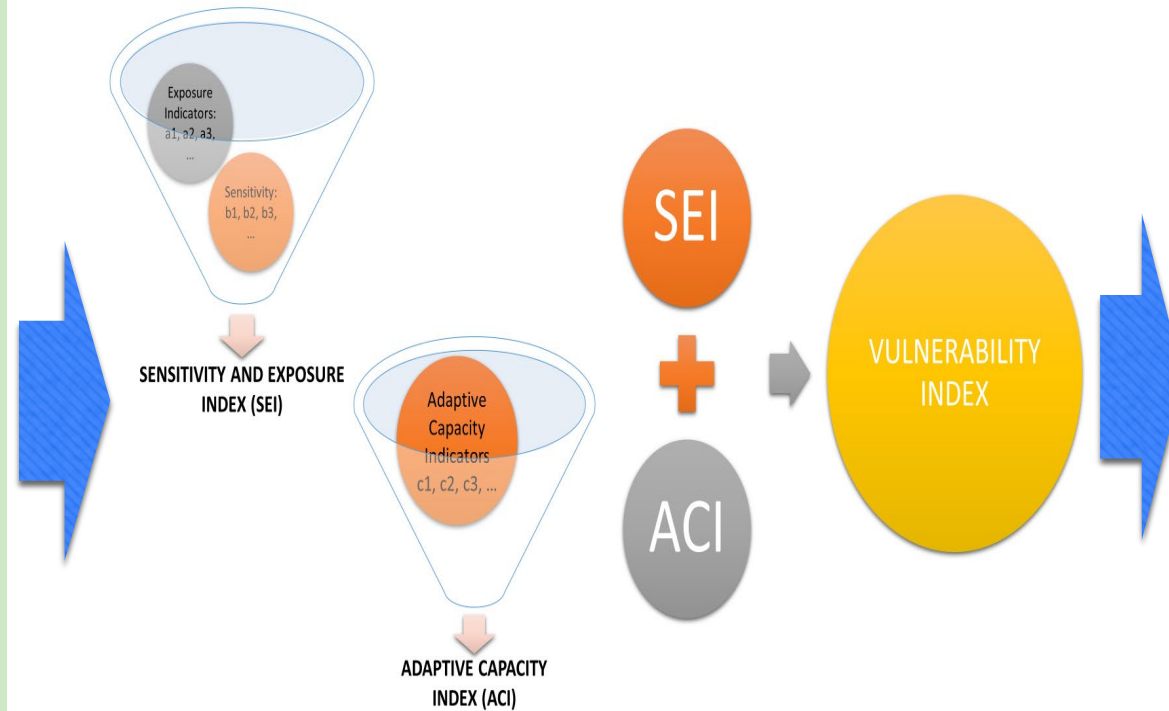 Exposure
Indicators:
a1, a2, a3,
...
Sensitivity:
b1, b2, b3,
...
SENSITIVITY AND EXPOSURE
INDEX (SEI)
Adaptive
Capacity
Indicators
c1, c2, c3, ...
ADAPTIVE CAPACITY
INDEX (ACI)
SEI
ACI
VULNERABILITY
INDEX